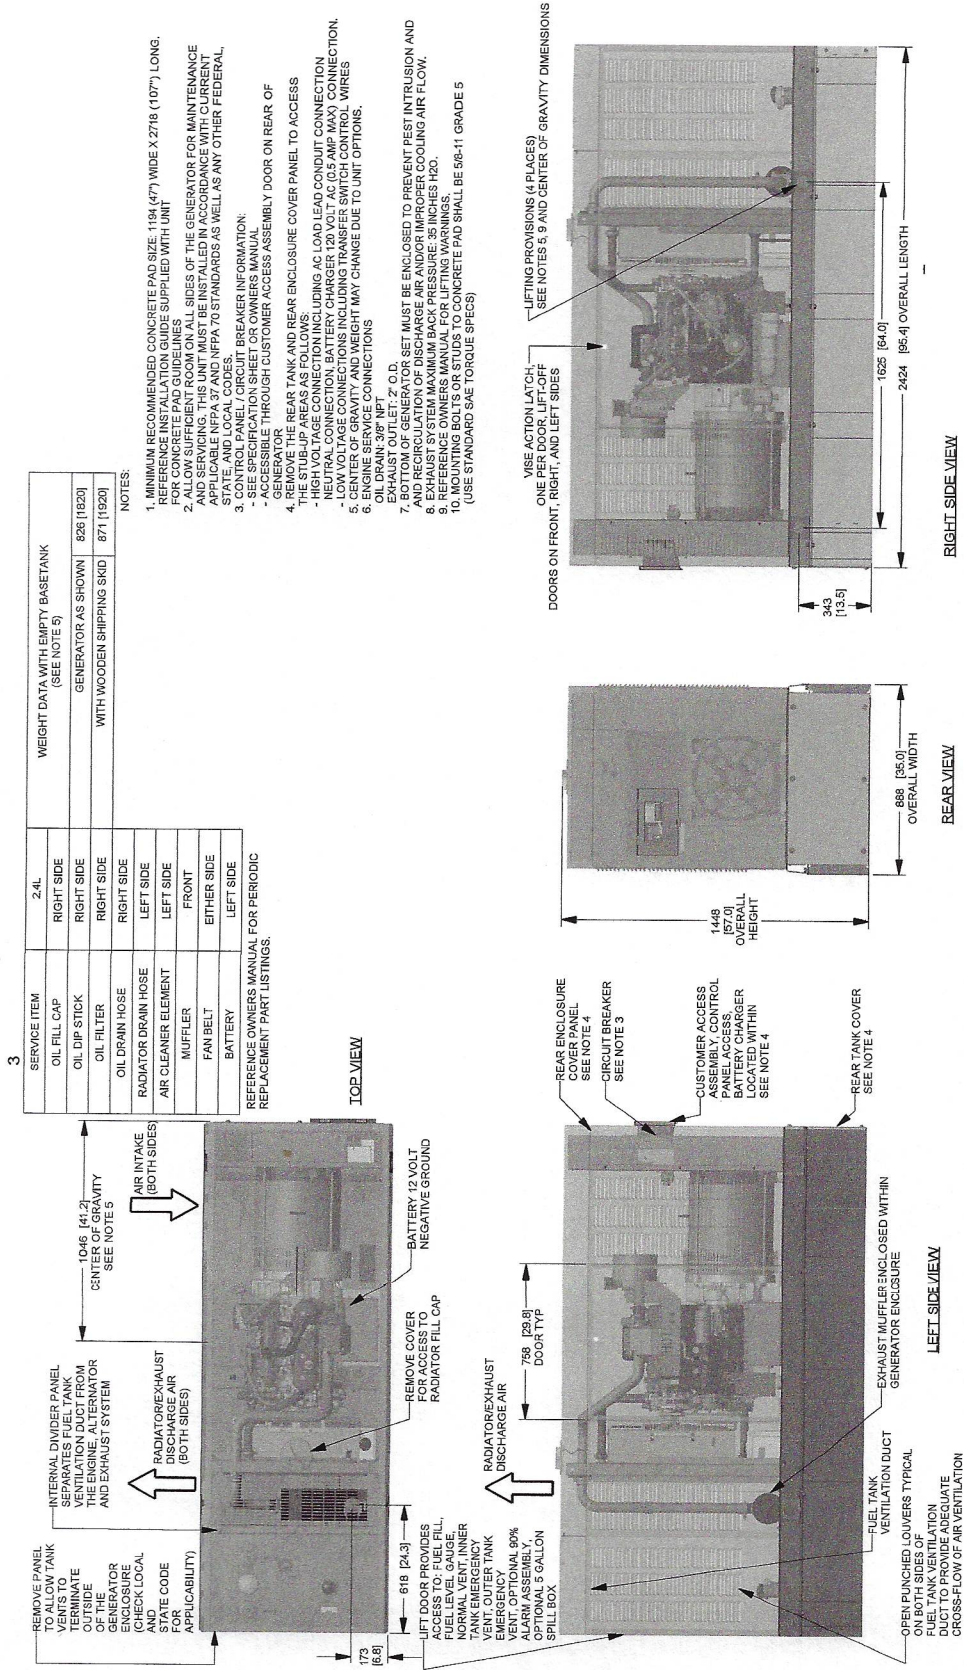 3
SERVICE ITEM 2.4L
OIL FILL CAP RIGHT SIDE
OIL DIP STICK RIGHT SIDE
OIL FILTER RIGHT SIDE
OIL DRAIN HOSE RIGHT SIDE
RADIATOR DRAIN HOSE LEFT SIDE
AIR CLEANER ELEMENT LEFT SIDE
MUFFLER FRONT
FAN BELT EITHER SIDE
BATTERY LEFT SIDE
REFERENCE OWNERS MANUAL FOR PERIODIC
REPLACEMENT PART LISTINGS.
WEIGHT DATA WITH EMPTY BASETANK
(SEE NOTE 5)
GENERATOR AS SHOWN 826 [1820]
WITH WOODEN SHIPPING SKID 871 [1920]
NOTES:
1. MINIMUM RECOMMENDED CONCRETE PAD SIZE: 1194 (47") WIDE X 2718 (107") LONG.
REFERENCE INSTALLATION GUIDE SUPPLIED WITH UNIT
FOR CONCRETE PAD GUIDELINES
2. ALLOW SUFFICIENT ROOM ON ALL SIDES OF THE GENERATOR FOR MAINTENANCE
AND SERVICING. THIS UNIT MUST BE INSTALLED IN ACCORDANCE WITH CURRENT
APPLICABLE NFPA 37 AND NFPA 70 STANDARDS AS WELL AS ANY OTHER FEDERAL,
STATE, AND LOCAL CODES.
3. CONTROL PANEL / CIRCUIT BREAKER INFORMATION:
- SEE SPECIFICATION SHEET OR OWNERS MANUAL
- ACCESSIBLE THROUGH CUSTOMER ACCESS ASSEMBLY DOOR ON REAR OF
GENERATOR
4. REMOVE THE REAR TANK AND REAR ENCLOSURE COVER PANEL TO ACCESS
THE STUB-UP AREAS AS FOLLOWS:
- HIGH VOLTAGE CONNECTION INCLUDING AC LOAD LEAD CONDUIT CONNECTION
NEUTRAL CONNECTION, BATTERY CHARGER 120 VOLT AC (0.5 AMP MAX) CONNECTION.
- LOW VOLTAGE CONNECTIONS INCLUDING TRANSFER SWITCH CONTROL WIRES
5. CENTER OF GRAVITY AND WEIGHT MAY CHANGE DUE TO UNIT OPTIONS.
6. ENGINE SERVICE CONNECTIONS
OIL DRAIN: 3/8" NPT
EXHAUST OUTLET: 2" O.D.
7. BOTTOM OF GENERATOR SET MUST BE ENCLOSED TO PREVENT PEST INTRUSION AND
AND RECIRCULATION OF DISCHARGE AIR AND/OR IMPROPER COOLING AIR FLOW.
8. EXHAUST SYSTEM MAXIMUM BACK PRESSURE: 35 INCHES H2O.
9. REFERENCE OWNERS MANUAL FOR LIFTING WARNINGS.
10. MOUNTING BOLTS OR STUDS TO CONCRETE PAD SHALL BE 5/8-11 GRADE 5
(USE STANDARD SAE TORQUE SPECS)
REMOVE PANEL
TO ALLOW TANK
VENTS TO
TERMINATE
OUTSIDE
OF THE
GENERATOR
ENCLOSURE
(CHECK LOCAL
AND
STATE CODE
FOR
APPLICABILITY)
INTERNAL DIVIDER PANEL
SEPARATES FUEL TANK
VENTILATION DUCT FROM
THE ENGINE, ALTERNATOR
AND EXHAUST SYSTEM
RADIATOR/EXHAUST
DISCHARGE AIR
(BOTH SIDES)
1046 [41.2]
CENTER OF GRAVITY
SEE NOTE 5
AIR INTAKE
(BOTH SIDES)
TOP VIEW
BATTERY 12 VOLT
NEGATIVE GROUND
REMOVE COVER
FOR ACCESS TO
RADIATOR FILL CAP
618 [24.3]
173
[6.8]
LIFT DOOR PROVIDES
ACCESS TO: FUEL FILL,
FUEL LEVEL GAUGE,
NORMAL VENT, INNER
TANK EMERGENCY
VENT, OUTER TANK
EMERGENCY
VENT, OPTIONAL 90%
ALARM ASSEMBLY,
OPTIONAL 5 GALLON
SPILL BOX
RADIATOR/EXHAUST
DISCHARGE AIR
758 [29.8]
DOOR TYP
REAR ENCLOSURE
COVER PANEL
SEE NOTE 4
CIRCUIT BREAKER
SEE NOTE 3
CUSTOMER ACCESS
ASSEMBLY, CONTROL
PANEL ACCESS,
BATTERY CHARGER
LOCATED WITHIN
SEE NOTE 4
REAR TANK COVER
SEE NOTE 4
EXHAUST MUFFLER ENCLOSED WITHIN
GENERATOR ENCLOSURE
FUEL TANK
VENTILATION DUCT
OPEN PUNCHED LOUVERS TYPICAL
ON BOTH SIDES OF
FUEL TANK VENTILATION
DUCT TO PROVIDE ADEQUATE
CROSS-FLOW OF AIR VENTILATION
LEFT SIDE VIEW
1448
[57.0]
OVERALL
HEIGHT
888 [35.0]
OVERALL WIDTH
REAR VIEW
VISE ACTION LATCH,
ONE PER DOOR, LIFT-OFF
DOORS ON FRONT, RIGHT, AND LEFT SIDES
LIFTING PROVISIONS (4 PLACES)
SEE NOTES 5, 9 AND CENTER OF GRAVITY DIMENSIONS
343
[13.5]
1625 [64.0]
2424 [95.4] OVERALL LENGTH
RIGHT SIDE VIEW